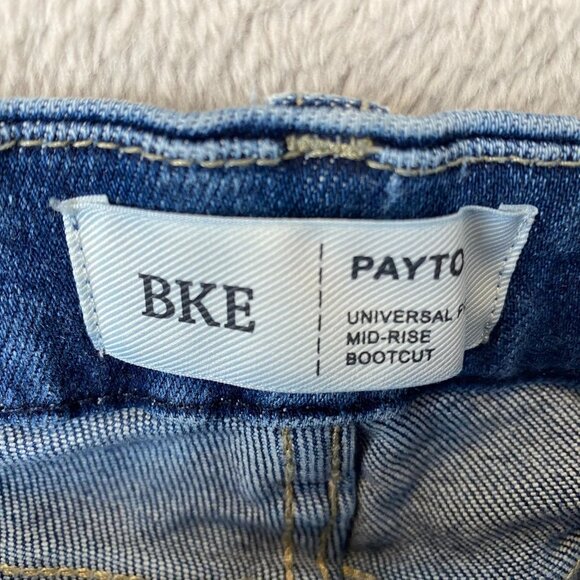 BKE
PAYTO
UNIVERSAL
MID-RISE
BOOTCUT